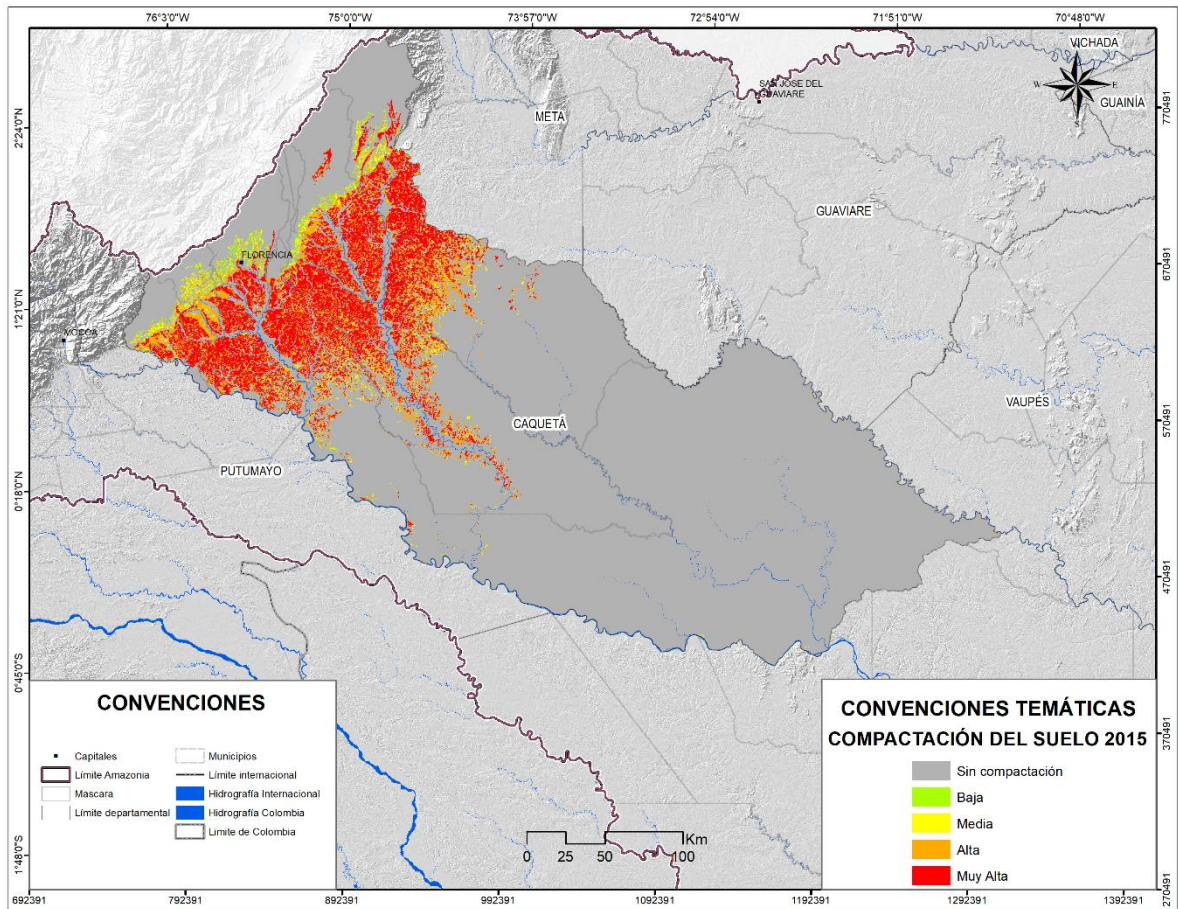 76°3'0"W 75°0'0"W 73°57'0"W 72°54'0"W 71°51'0"W 70°48'0"W
VICHADA
W E
GUAINÍA
SAN JOSE DEL
GUAVIARE
META
2°24'0"N
770491
GUAVIARE
FLORENCIA
670491
1°21'0"N
MOCOA
VAUPÉS
CAQUETÁ
570491
PUTUMAYO
0°18'0"N
470491
0°45'0"S
CONVENCIONES
Capitales
Límite Amazonia
Mascara
Límite departamental
Municipios
Límite internacional
Hidrografía Internacional
Hidrografía Colombia
Limite de Colombia
370491
CONVENCIONES TEMÁTICAS
COMPACTACIÓN DEL SUELO 2015
Sin compactación
Baja
Media
Alta
Muy Alta
Km
0 25 50 100
1°48'0"S
270491
692391 792391 892391 992391 1092391 1192391 1292391 1392391